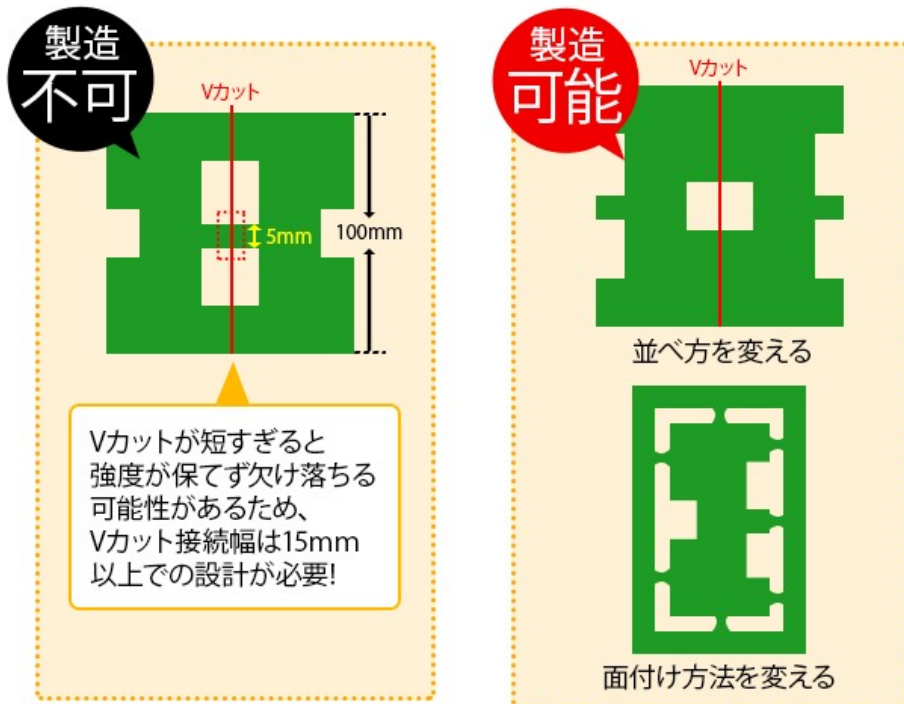 製造
不可
Vカット
5mm
100mm
Vカットが短すぎると
強度が保てず欠け落ちる
可能性があるため、
Vカット接続幅は15mm
以上での設計が必要!
製造
可能
Vカット
並べ方を変える
面付け方法を変える